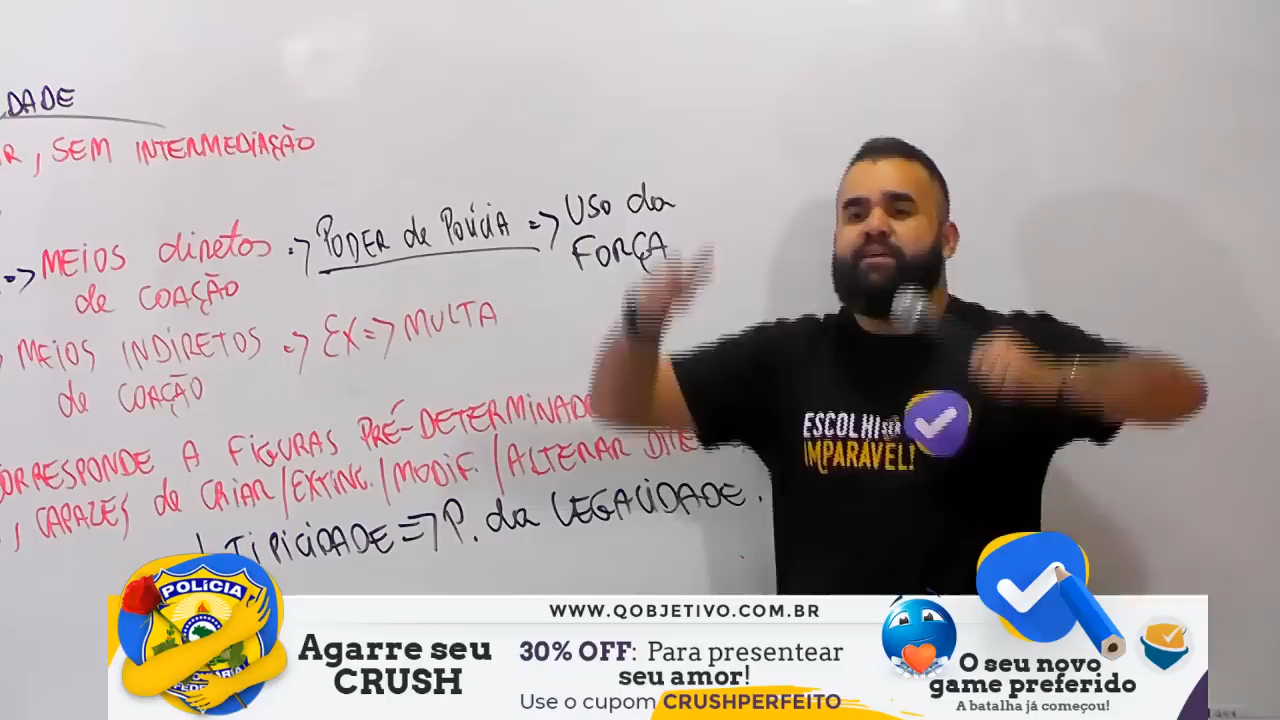 DADE
R, SEM INTERMEDIAÇÃO
=> MEIOS diretos => PODER de POLÍCIA => USO da
de COAÇÃO
FORÇA
MEIOS INDIRETOS => EX => MULTA
de COAÇÃO
CORRESPONDE A FIGURAS PRÉ-DETERMINAD
, CAPAZES de CRIAR/EXTING./MODIF./ALTERAR DIRE
TIPICIDADE => P. da LEGALIDADE.
ESCOLHI SER
IMPARÁVEL!
POLÍCIA
WWW.QOBJETIVO.COM.BR
Agarre seu
CRUSH
30% OFF: Para presentear
seu amor!
Use o cupom CRUSHPERFEITO
O seu novo
game preferido
A batalha já começou!